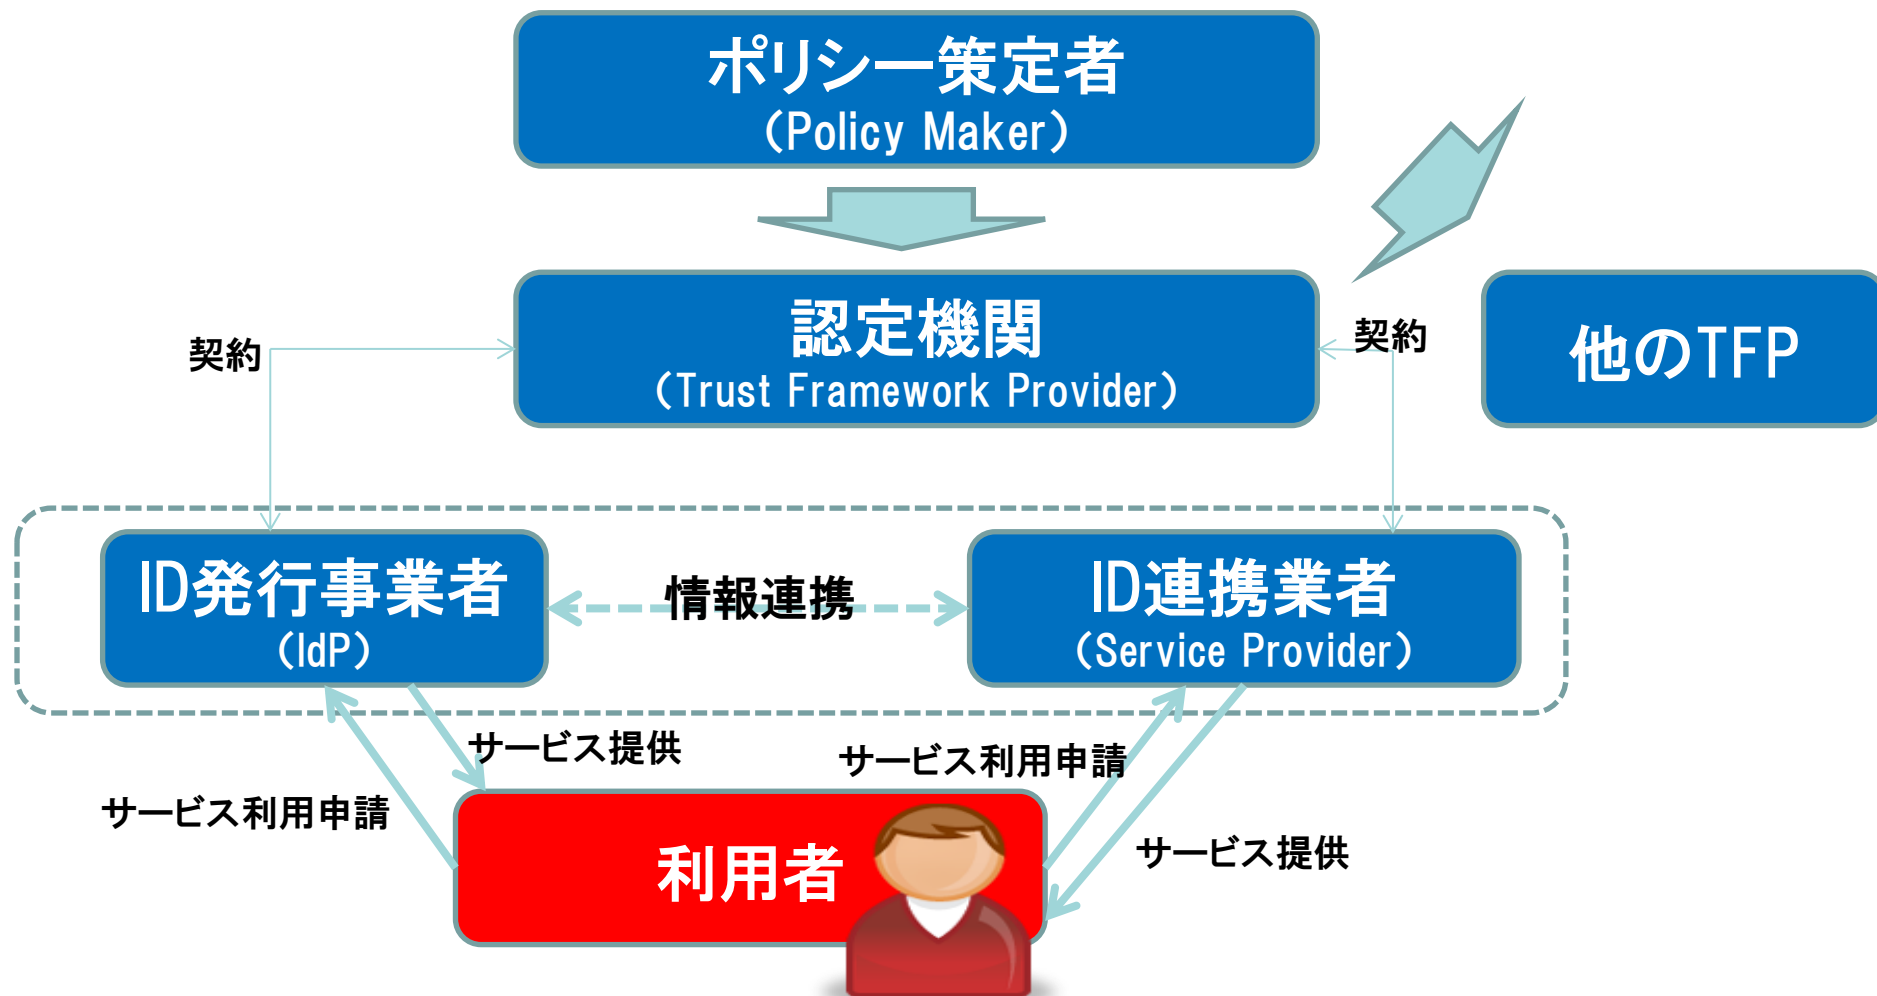 ポリシー策定者
（Policy Maker）
認定機関
（Trust Framework Provider）
他のTFP
契約
契約
ID発行事業者
（IdP）
情報連携
ID連携業者
（Service Provider）
サービス提供
サービス利用申請
サービス利用申請
サービス提供
利用者